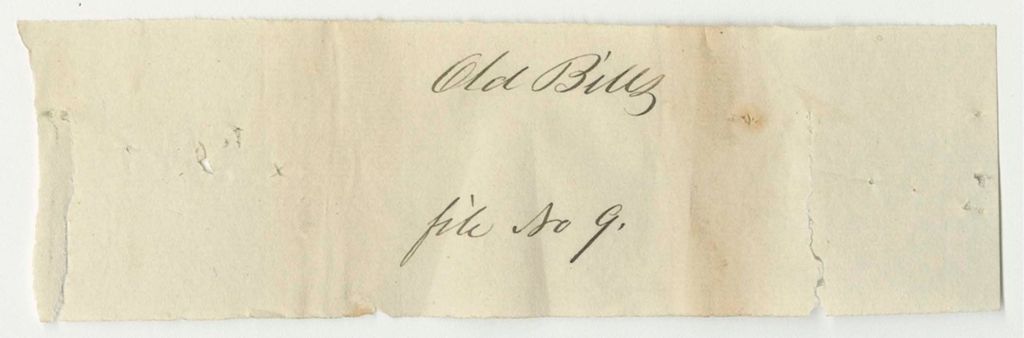 Old Bills
file No 9.